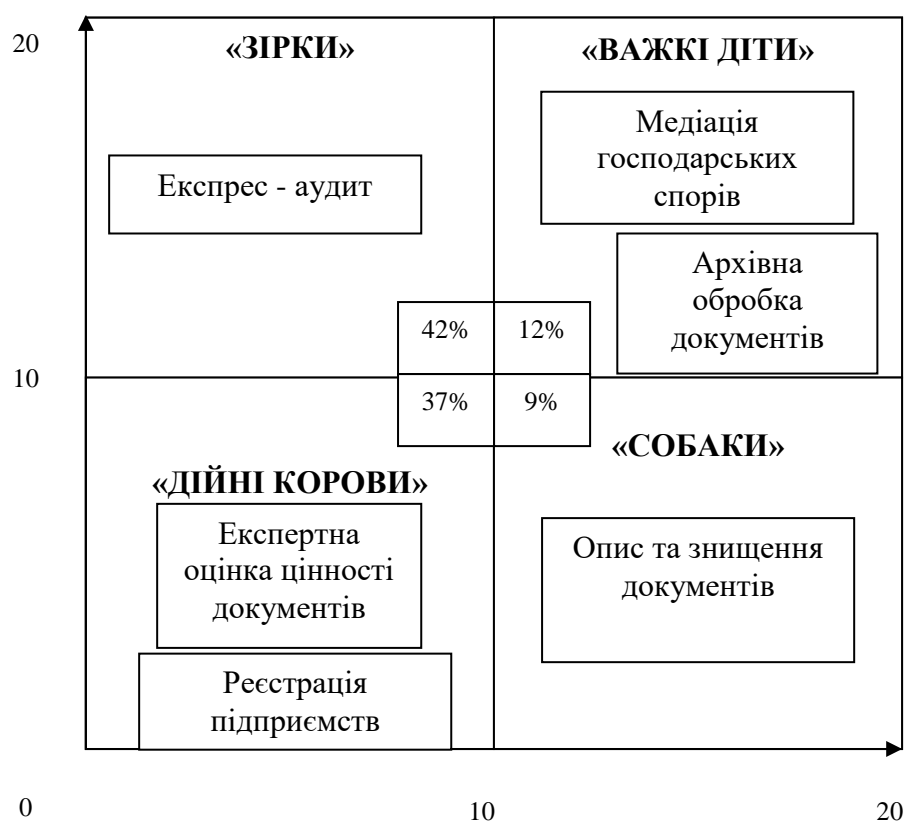 20
«ЗІРКИ»
«ВАЖКІ ДІТИ»
Медіація
господарських
спорів
Експрес - аудит
Архівна
обробка
документів
42%
12%
10
37%
9%
«СОБАКИ»
«ДІЙНІ КОРОВИ»
Експертна
оцінка цінності
документів
Опис та знищення
документів
Реєстрація
підприємств
0
10
20